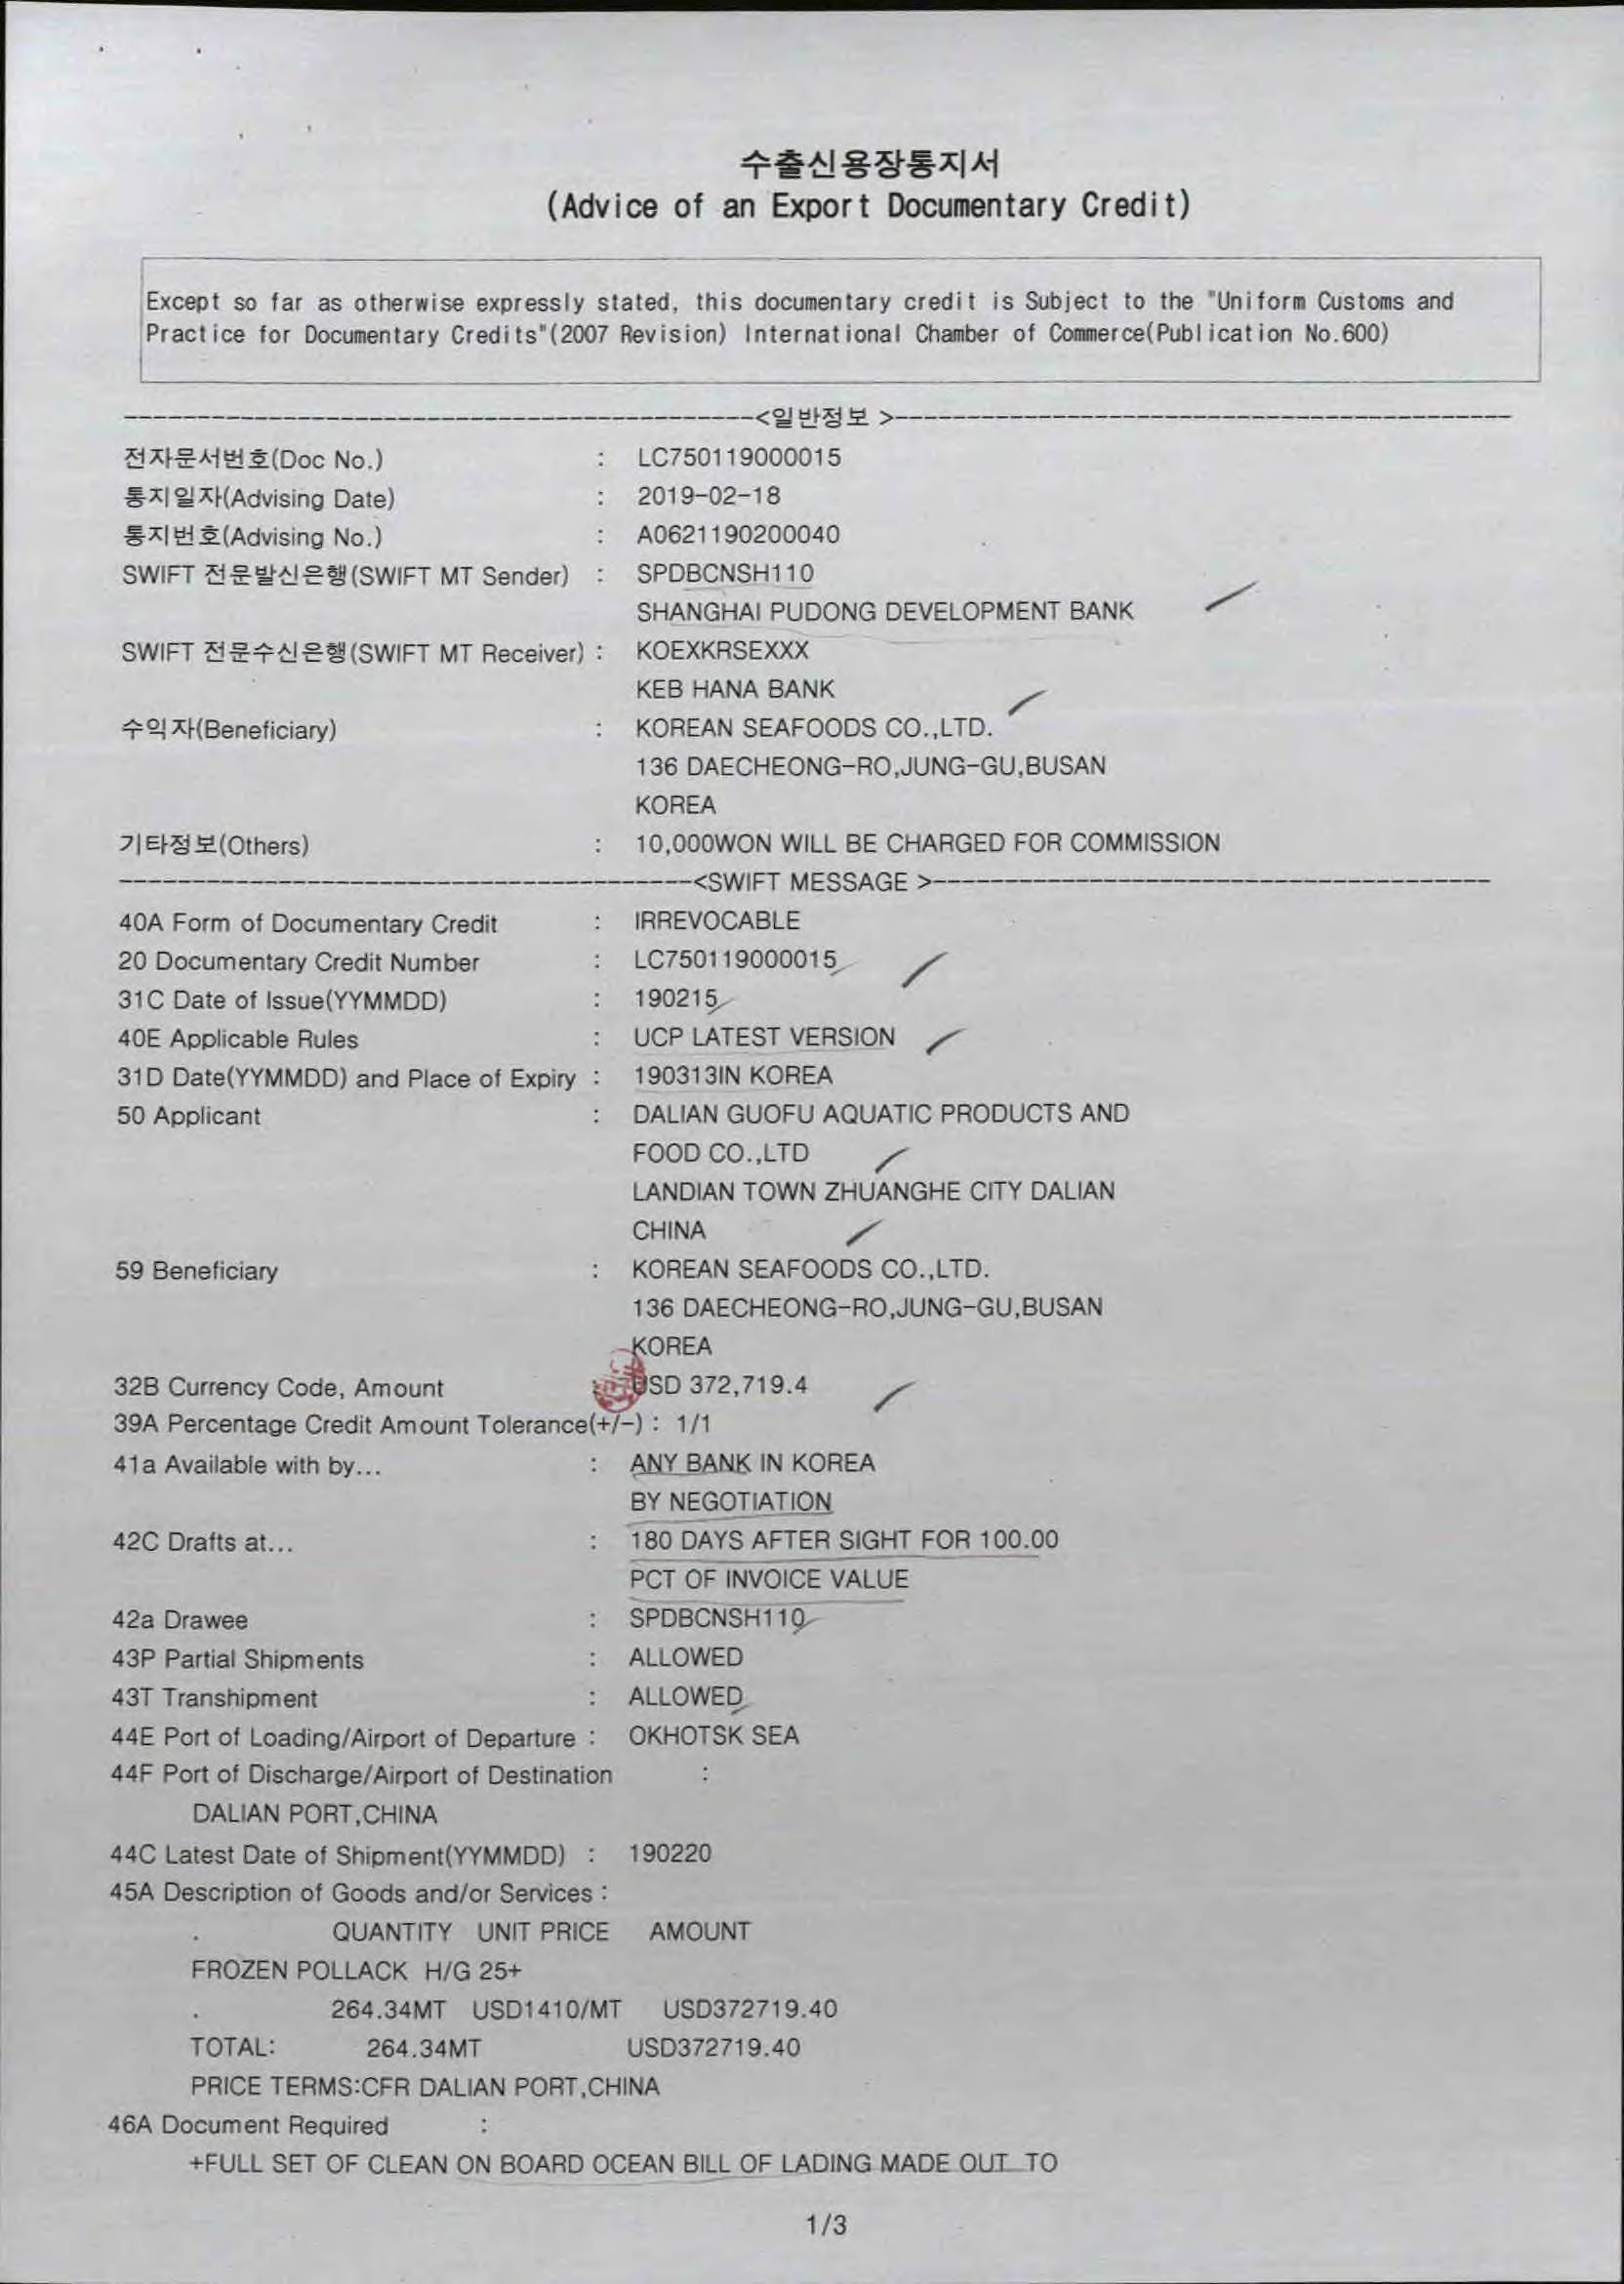 수출신용장통지서
(Advice of an Export Documentary Credit)
Except so far as otherwise expressly stated, this documentary credit is Subject to the "Uniform Customs and
Practice for Documentary Credits"(2007 Revision) International Chamber of Commerce(Publication No.600)
------------------------------<일반정보 >------------------------------
전자문서번호(Doc No.) : LC750119000015
통지일자(Advising Date) : 2019-02-18
통지번호(Advising No.) : A0621190200040
SWIFT 전문발신은행(SWIFT MT Sender) : SPDBCNSH110
SHANGHAI PUDONG DEVELOPMENT BANK
SWIFT 전문수신은행(SWIFT MT Receiver) : KOEXKRSEXXX
KEB HANA BANK
수익자(Beneficiary) : KOREAN SEAFOODS CO.,LTD.
136 DAECHEONG-RO,JUNG-GU,BUSAN
KOREA
기타정보(Others) : 10,000WON WILL BE CHARGED FOR COMMISSION
------------------------------<SWIFT MESSAGE >------------------------------
40A Form of Documentary Credit : IRREVOCABLE
20 Documentary Credit Number : LC750119000015
31C Date of Issue(YYMMDD) : 190215
40E Applicable Rules : UCP LATEST VERSION
31D Date(YYMMDD) and Place of Expiry : 190313IN KOREA
50 Applicant : DALIAN GUOFU AQUATIC PRODUCTS AND
FOOD CO.,LTD
LANDIAN TOWN ZHUANGHE CITY DALIAN
CHINA
59 Beneficiary : KOREAN SEAFOODS CO.,LTD.
136 DAECHEONG-RO,JUNG-GU,BUSAN
KOREA
32B Currency Code, Amount : USD 372,719.4
39A Percentage Credit Amount Tolerance(+/-) : 1/1
41a Available with by... : ANY BANK IN KOREA
BY NEGOTIATION
42C Drafts at... : 180 DAYS AFTER SIGHT FOR 100.00
PCT OF INVOICE VALUE
42a Drawee : SPDBCNSH110
43P Partial Shipments : ALLOWED
43T Transhipment : ALLOWED
44E Port of Loading/Airport of Departure : OKHOTSK SEA
44F Port of Discharge/Airport of Destination :
DALIAN PORT,CHINA
44C Latest Date of Shipment(YYMMDD) : 190220
45A Description of Goods and/or Services :
. QUANTITY UNIT PRICE AMOUNT
FROZEN POLLACK H/G 25+
. 264.34MT USD1410/MT USD372719.40
TOTAL: 264.34MT USD372719.40
PRICE TERMS:CFR DALIAN PORT,CHINA
46A Document Required :
+FULL SET OF CLEAN ON BOARD OCEAN BILL OF LADING MADE OUT TO
1/3